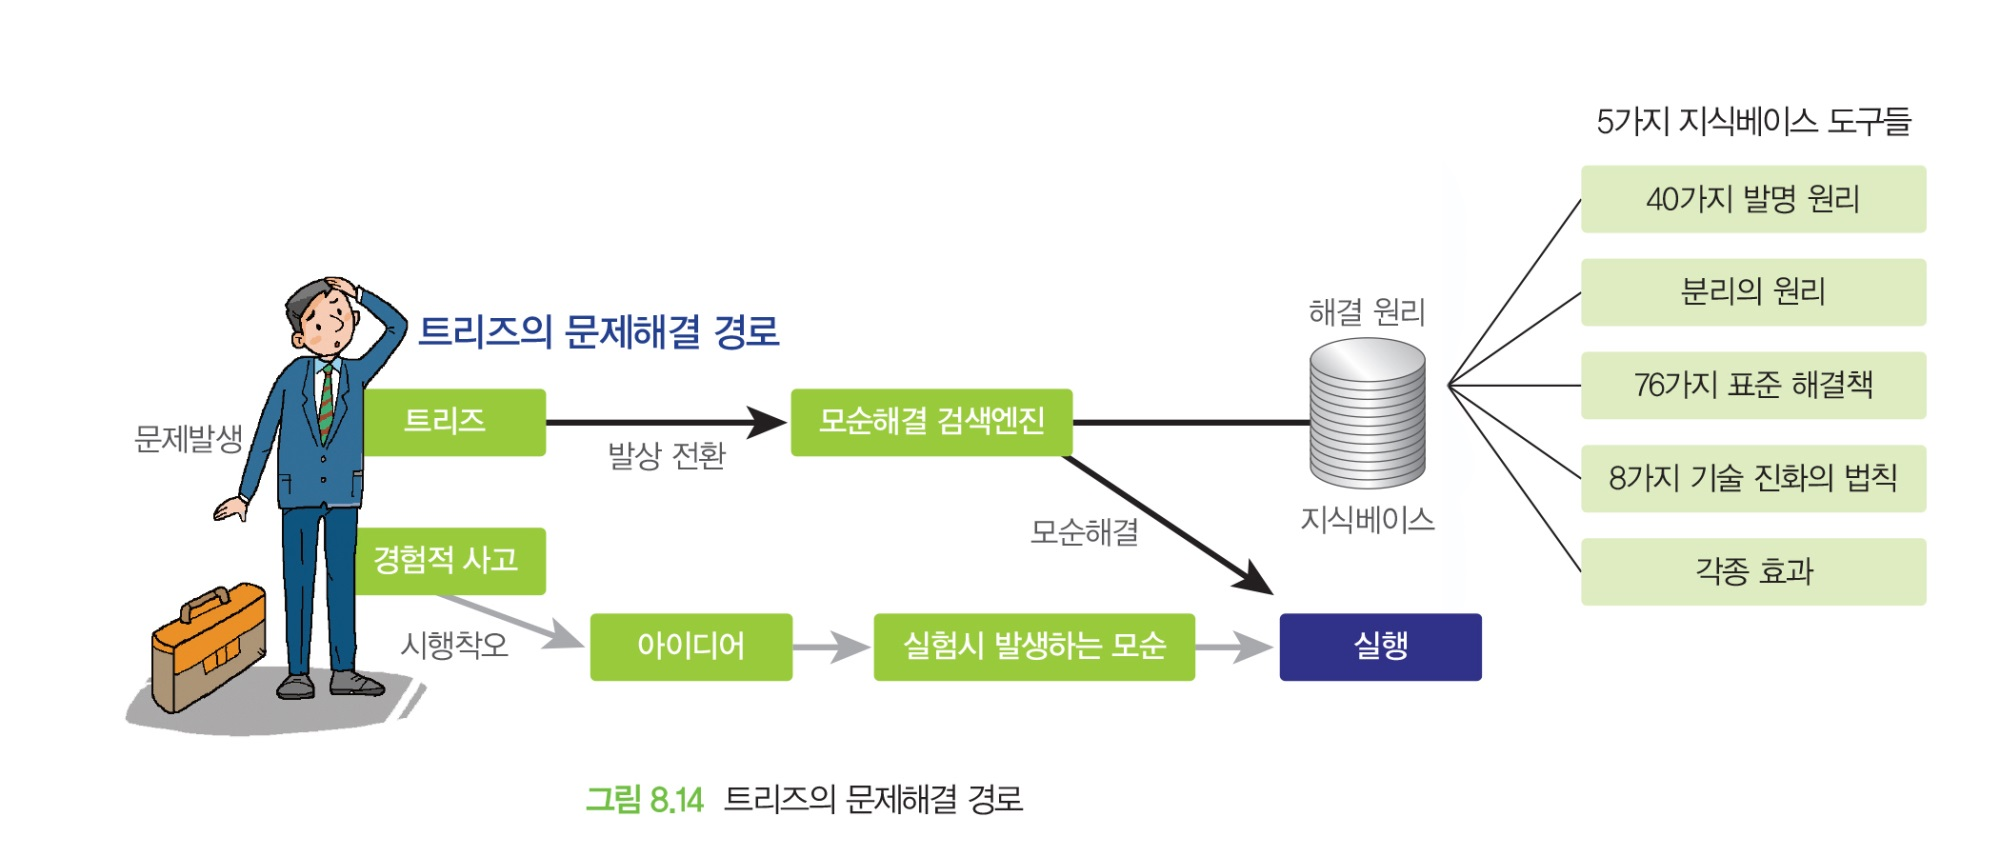 5가지 지식베이스 도구들
40가지 발명 원리
분리의 원리
76가지 표준 해결책
8가지 기술 진화의 법칙
각종 효과
트리즈의 문제해결 경로
해결 원리
지식베이스
문제발생
트리즈
발상 전환
모순해결 검색엔진
모순해결
경험적 사고
시행착오
아이디어
실험시 발생하는 모순
실행
그림 8.14 트리즈의 문제해결 경로